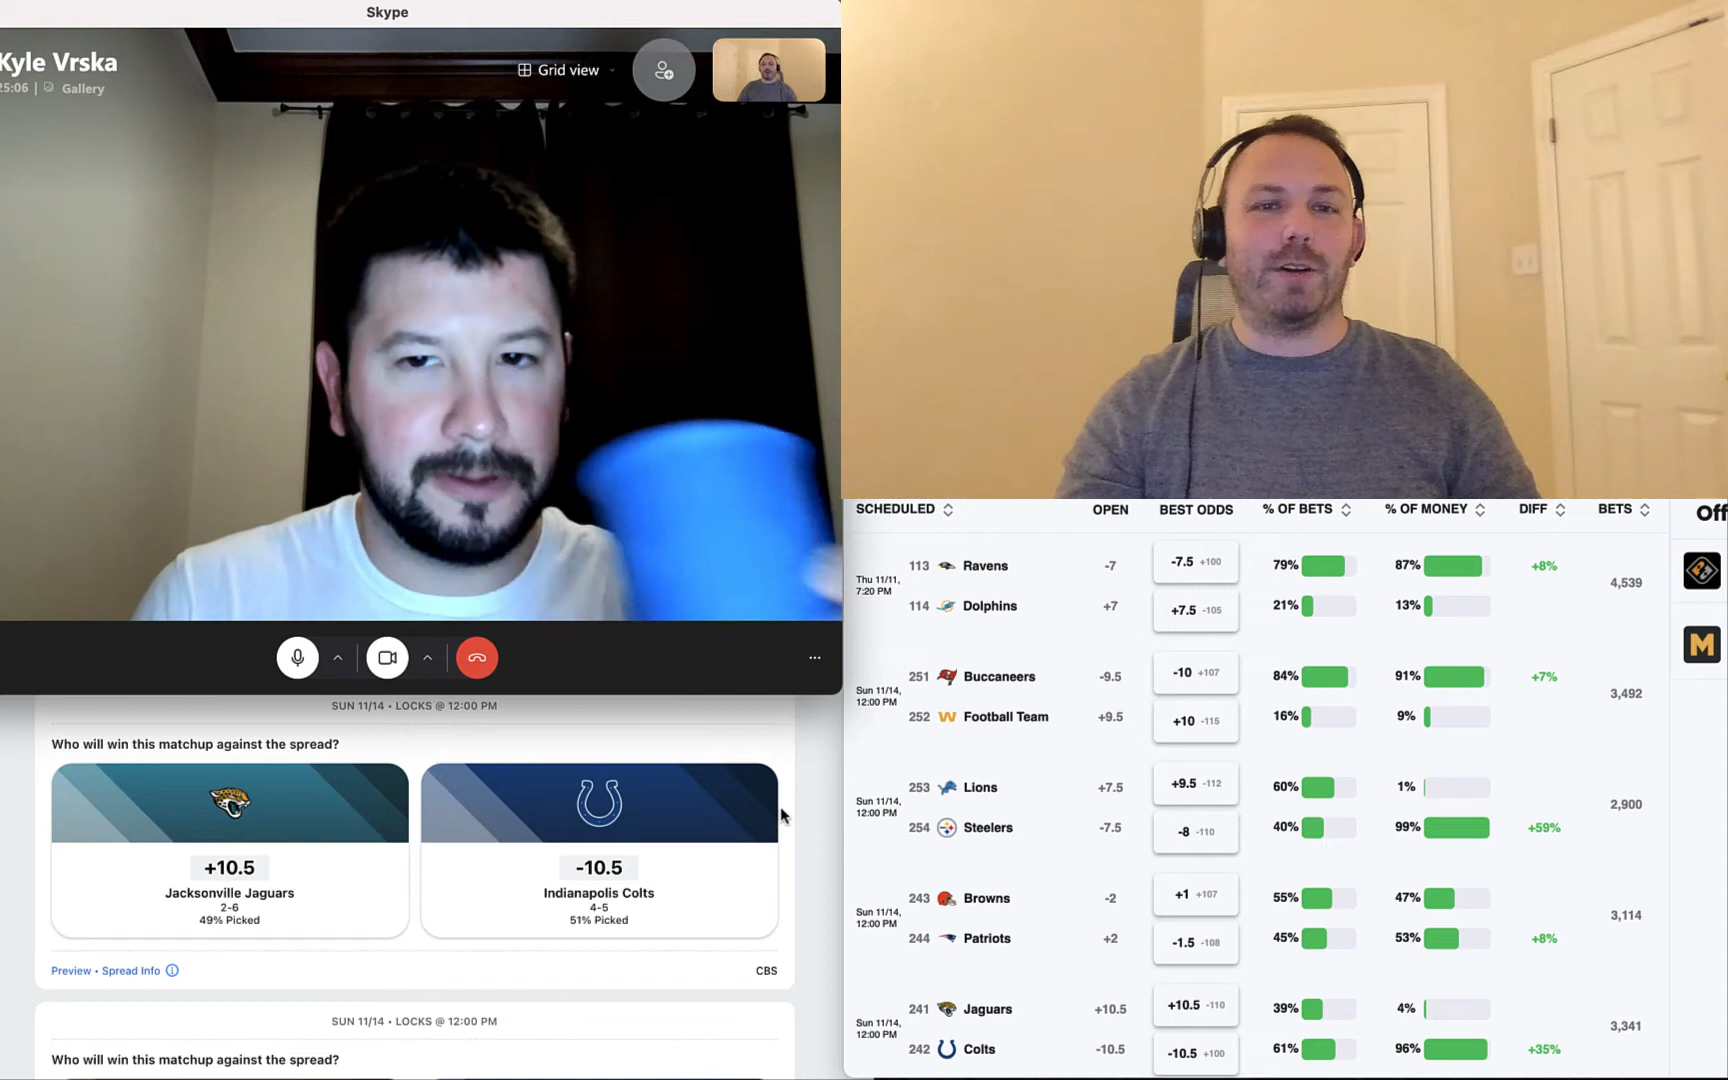 Skype
Kyle Vrska
25:06 | Gallery
Grid view
SUN 11/14 • LOCKS @ 12:00 PM
Who will win this matchup against the spread?
+10.5
Jacksonville Jaguars
2-6
49% Picked
-10.5
Indianapolis Colts
4-5
51% Picked
Preview • Spread Info
CBS
SUN 11/14 • LOCKS @ 12:00 PM
Who will win this matchup against the spread?
SCHEDULED OPEN BEST ODDS % OF BETS % OF MONEY DIFF BETS
Thu 11/11, 7:20 PM
113 Ravens -7 -7.5 +100 79% 87% +8%
4,539
114 Dolphins +7 +7.5 -105 21% 13%
Sun 11/14, 12:00 PM
251 Buccaneers -9.5 -10 +107 84% 91% +7%
3,492
252 W Football Team +9.5 +10 -115 16% 9%
Sun 11/14, 12:00 PM
253 Lions +7.5 +9.5 -112 60% 1%
2,900
254 Steelers -7.5 -8 -110 40% 99% +59%
Sun 11/14, 12:00 PM
243 Browns -2 +1 +107 55% 47%
3,114
244 Patriots +2 -1.5 -108 45% 53% +8%
Sun 11/14, 12:00 PM
241 Jaguars +10.5 +10.5 -110 39% 4%
3,341
242 Colts -10.5 -10.5 +100 61% 96% +35%
Off
M